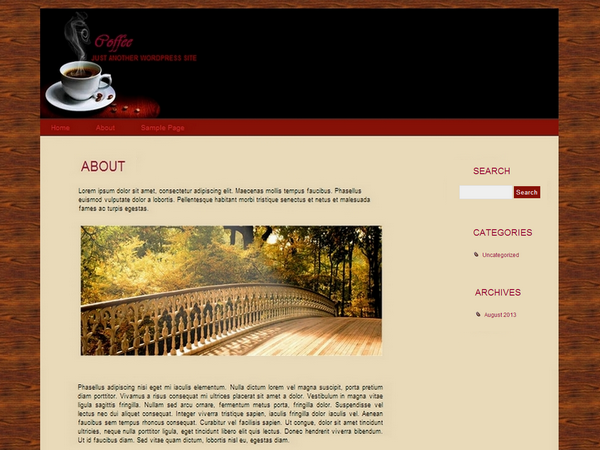 Coffee
JUST ANOTHER WORDPRESS SITE
Home About Sample Page
ABOUT
Lorem ipsum dolor sit amet, consectetur adipiscing elit. Maecenas mollis tempus faucibus. Phasellus
euismod vulputate dolor a lobortis. Pellentesque habitant morbi tristique senectus et netus et malesuada
fames ac turpis egestas.
Phasellus adipiscing nisi eget mi iaculis elementum. Nulla dictum lorem vel magna suscipit, porta pretium
diam porttitor. Vivamus a risus consequat mi ultrices placerat sit amet a dolor. Vestibulum in magna vitae
ligula sagittis fringilla. Nullam sed arcu ornare, fermentum metus porta, fringilla dolor. Suspendisse vel
lectus nec dui aliquet consequat. Integer viverra tristique sapien, iaculis fringilla dolor iaculis vel. Aenean
faucibus sem tempus rhoncus consequat. Curabitur vel facilisis sapien. Ut congue, dolor sit amet tincidunt
ultricies, neque nulla porttitor ligula, eget tincidunt libero elit quis lectus. Donec hendrerit viverra bibendum.
Ut id faucibus diam. Sed vitae quam dictum, lobortis nisl eu, egestas diam.
SEARCH
Search
CATEGORIES
Uncategorized
ARCHIVES
August 2013